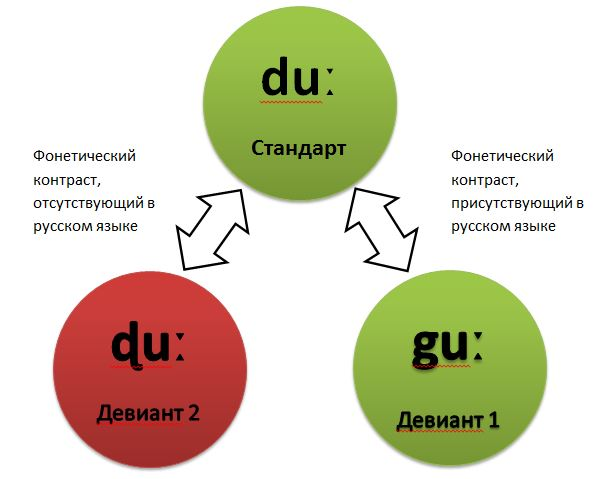 duː
Стандарт
Фонетический
контраст,
отсутствующий в
русском языке
Фонетический
контраст,
присутствующий в
русском языке
ɖuː
Девиант 2
guː
Девиант 1